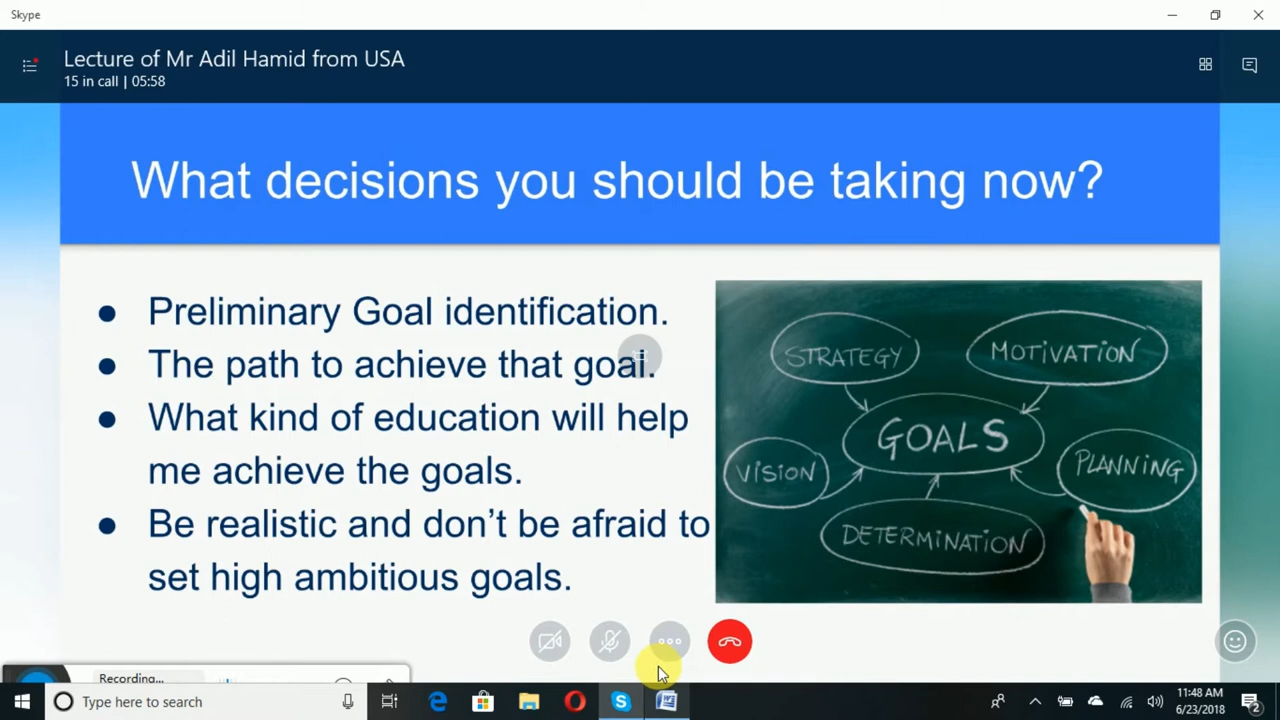 Skype
Lecture of Mr Adil Hamid from USA
15 in call | 05:58
What decisions you should be taking now?
● Preliminary Goal identification.
● The path to achieve that goal.
● What kind of education will help
me achieve the goals.
● Be realistic and don't be afraid to
set high ambitious goals.
STRATEGY
MOTIVATION
GOALS
VISION
PLANNING
DETERMINATION
Recording...
Type here to search
11:48 AM
6/23/2018
2